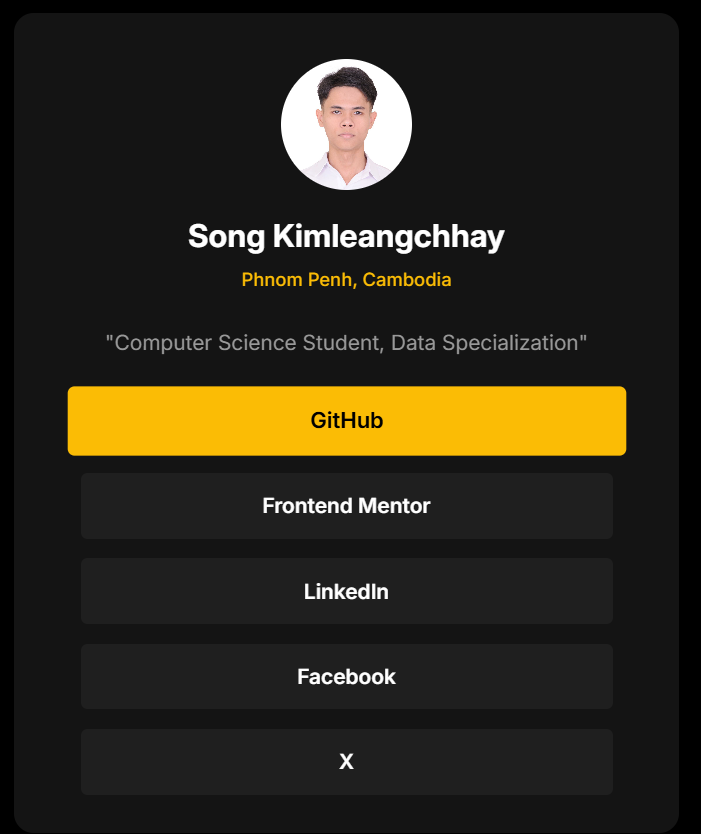 Song Kimleangchhay
Phnom Penh, Cambodia
"Computer Science Student, Data Specialization"
GitHub
Frontend Mentor
LinkedIn
Facebook
X